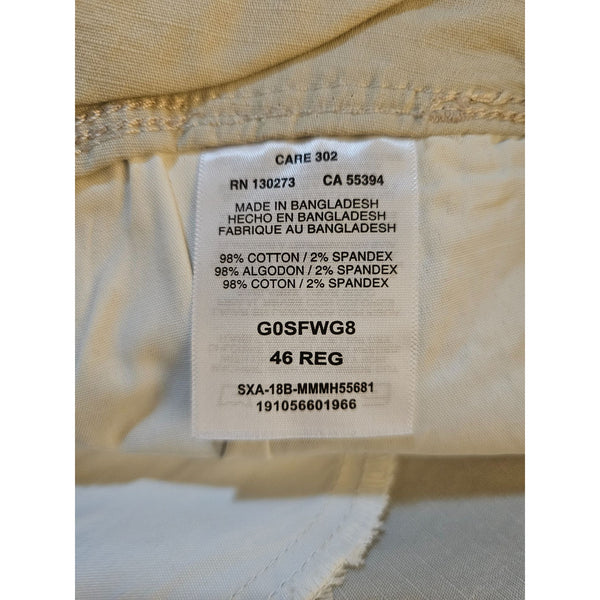 CARE 302
RN 130273 CA 55394
MADE IN BANGLADESH
HECHO EN BANGLADESH
FABRIQUE AU BANGLADESH
98% COTTON / 2% SPANDEX
98% ALGODON / 2% SPANDEX
98% COTON / 2% SPANDEX
G0SFWG8
46 REG
SXA-18B-MMMH55681
191056601966